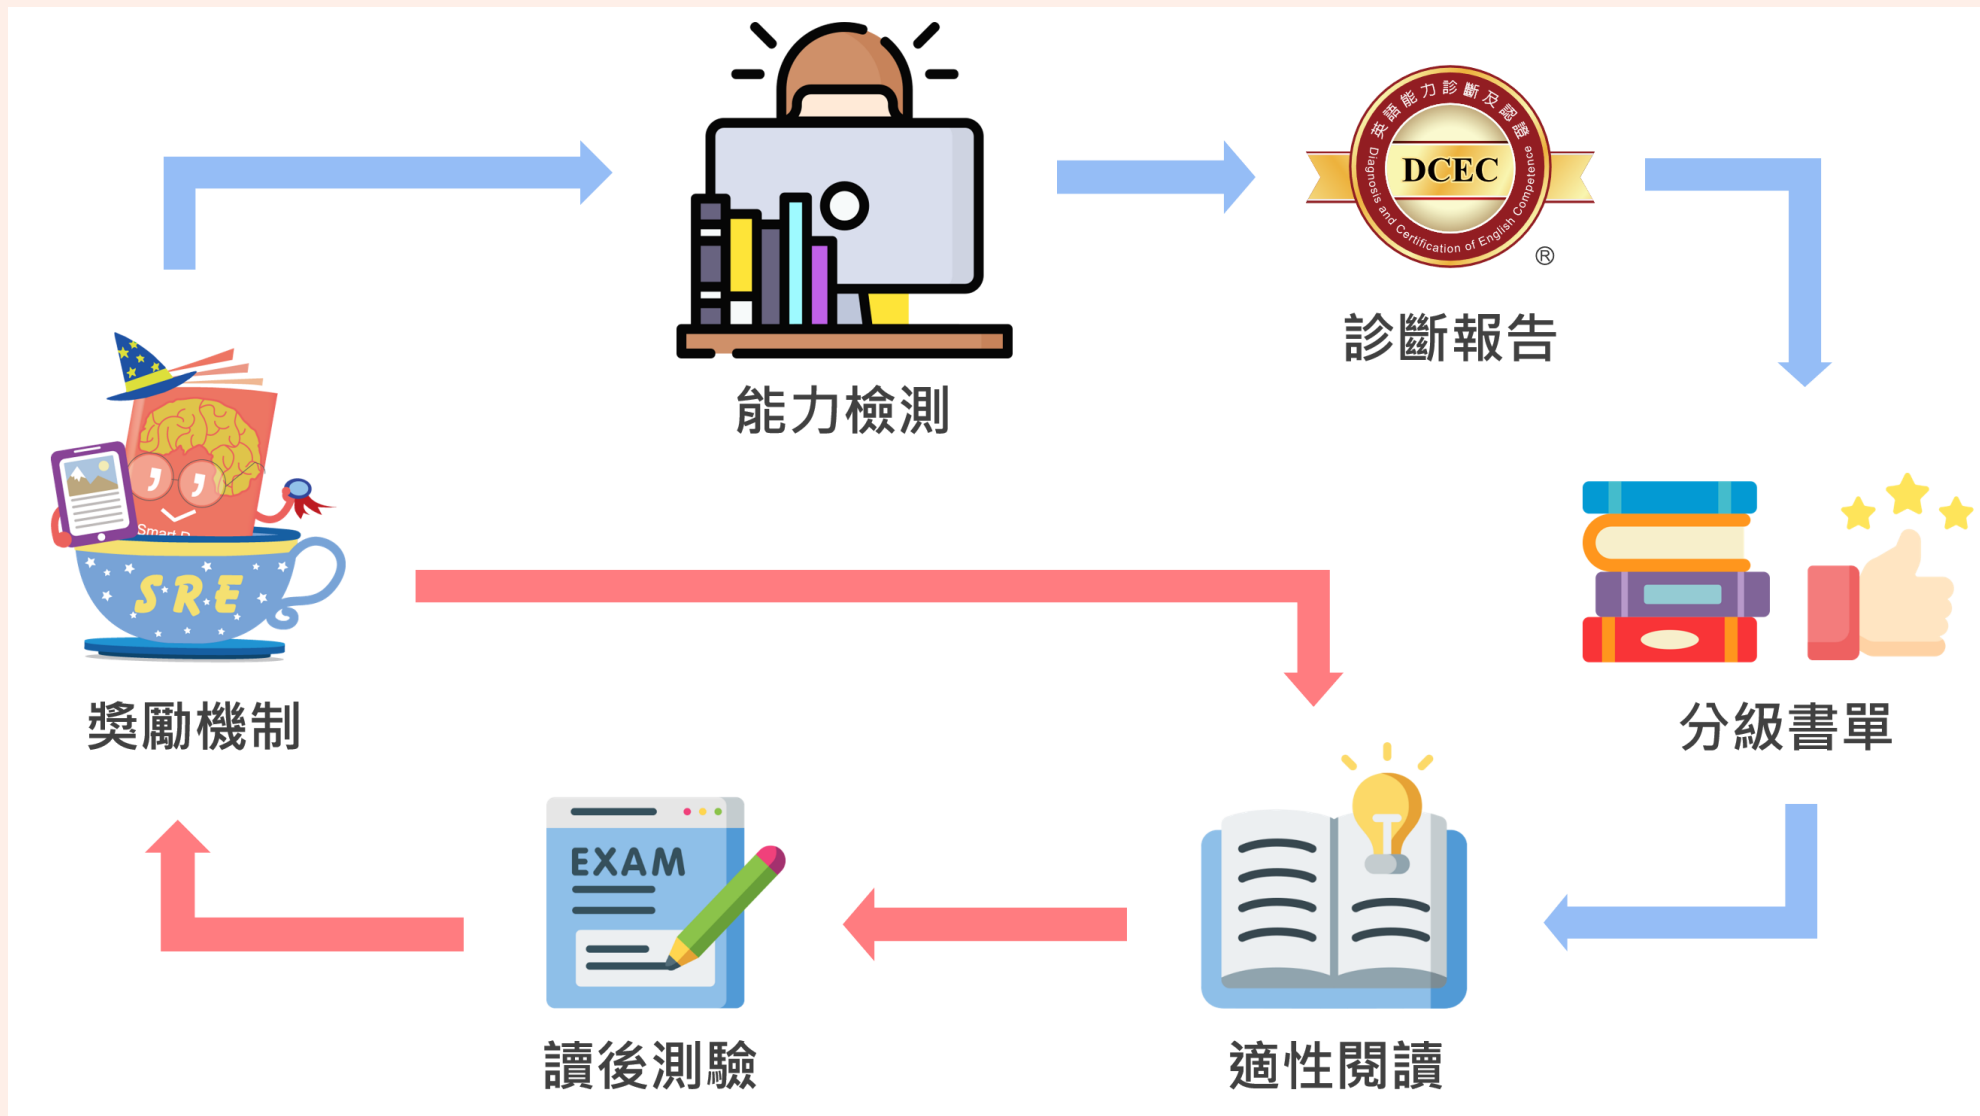 英語能力診斷及認證
DCEC
Diagnosis and Certification of English Competence
®
診斷報告
能力檢測
Smart
SRE
獎勵機制
分級書單
EXAM
讀後測驗
適性閱讀